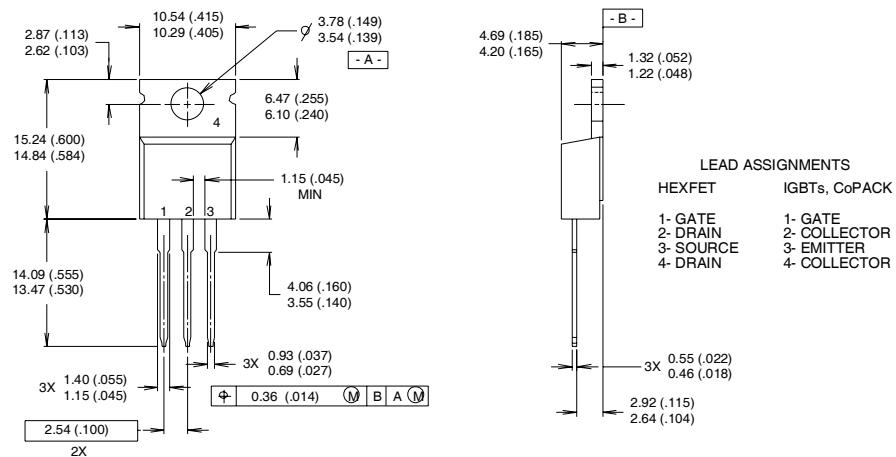 10.54 (.415)
10.29 (.405)
2.87 (.113)
2.62 (.103)
ø 3.78 (.149)
3.54 (.139)
- A -
4
6.47 (.255)
6.10 (.240)
15.24 (.600)
14.84 (.584)
1.15 (.045)
MIN
1 2 3
14.09 (.555)
13.47 (.530)
4.06 (.160)
3.55 (.140)
3X 0.93 (.037)
0.69 (.027)
3X 1.40 (.055)
1.15 (.045)
⌖ 0.36 (.014) Ⓜ B A Ⓜ
2.54 (.100)
2X
- B -
4.69 (.185)
4.20 (.165)
1.32 (.052)
1.22 (.048)
3X 0.55 (.022)
0.46 (.018)
2.92 (.115)
2.64 (.104)
LEAD ASSIGNMENTS
HEXFET
1- GATE
2- DRAIN
3- SOURCE
4- DRAIN
IGBTs, CoPACK
1- GATE
2- COLLECTOR
3- EMITTER
4- COLLECTOR